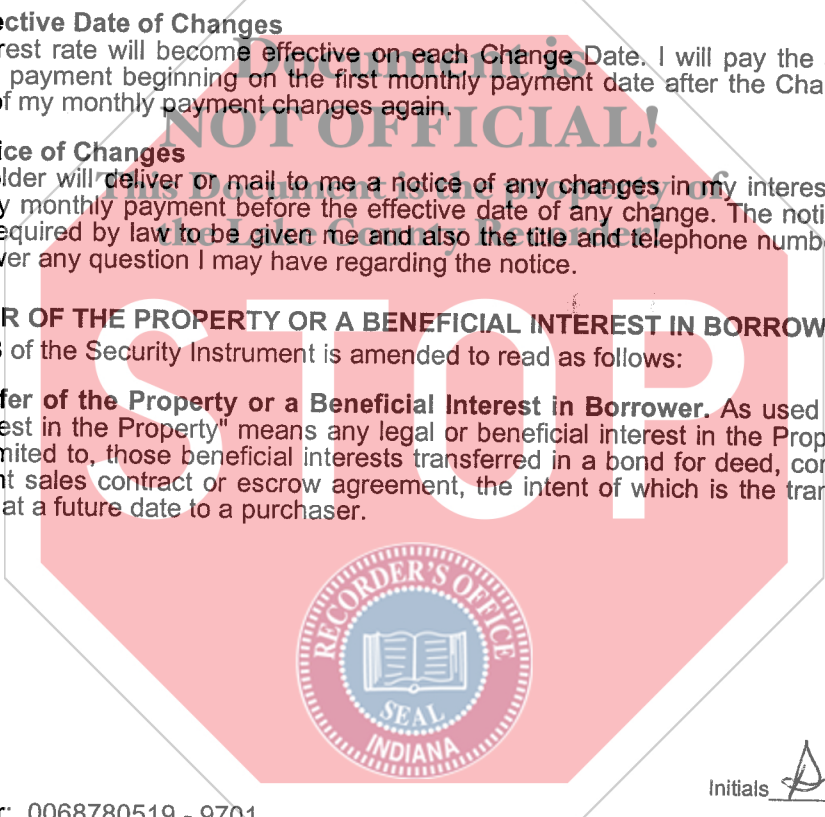 ective Date of Changes
rest rate will become effective on each Change Date. I will pay the
payment beginning on the first monthly payment date after the Cha
f my monthly payment changes again.
ice of Changes
lder will deliver or mail to me a notice of any changes in my interes
y monthly payment before the effective date of any change. The noti
equired by law to be given me and also the title and telephone numb
ver any question I may have regarding the notice.
R OF THE PROPERTY OR A BENEFICIAL INTEREST IN BORROW
of the Security Instrument is amended to read as follows:
fer of the Property or a Beneficial Interest in Borrower. As used
est in the Property" means any legal or beneficial interest in the Prop
mited to, those beneficial interests transferred in a bond for deed, con
nt sales contract or escrow agreement, the intent of which is the tran
at a future date to a purchaser.
Document is
NOT OFFICIAL!
This Document is the property of
the Lake County Recorder!
STOP
RECORDER'S OFFICE
SEAL
INDIANA
Initials
r: 0068780519 - 9701